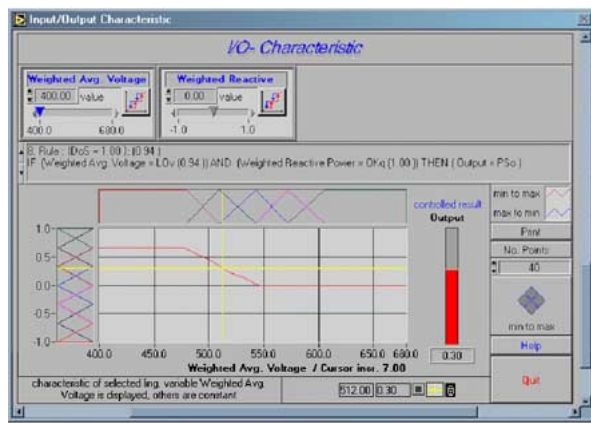 Input/Output Characteristic
I/O- Characteristic
Weighted Avg. Voltage
400.00 value
400.0 600.0
Weighted Reactive
0.00 value
-1.0 1.0
8. Rule : (DoS = 1.00 ); (0.94 )
IF (Weighted Avg. Voltage = LOv (0.94 )) AND (Weighted Reactive Power = OKq (1.00 )) THEN ( Output = PSo )
controlled result
Output
1.0
0.5
0.0
-0.5
-1.0
400.0 450.0 500.0 550.0 600.0 650.0 680.0
Weighted Avg. Voltage / Cursor incr. 7.00
0.30
min to max
max to min
Print
No. Points
40
min to max
Help
Quit
characteristic of selected ling. variable Weighted Avg.
Voltage is displayed, others are constant
512.00 0.30